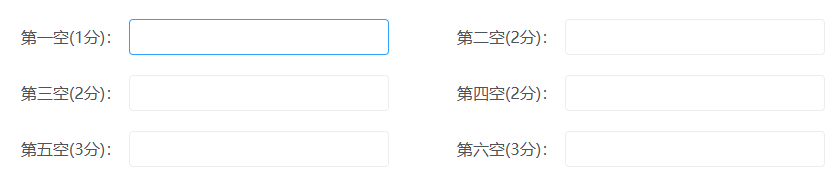 第一空(1分)： 第二空(2分)：
第三空(2分)： 第四空(2分)：
第五空(3分)： 第六空(3分)：